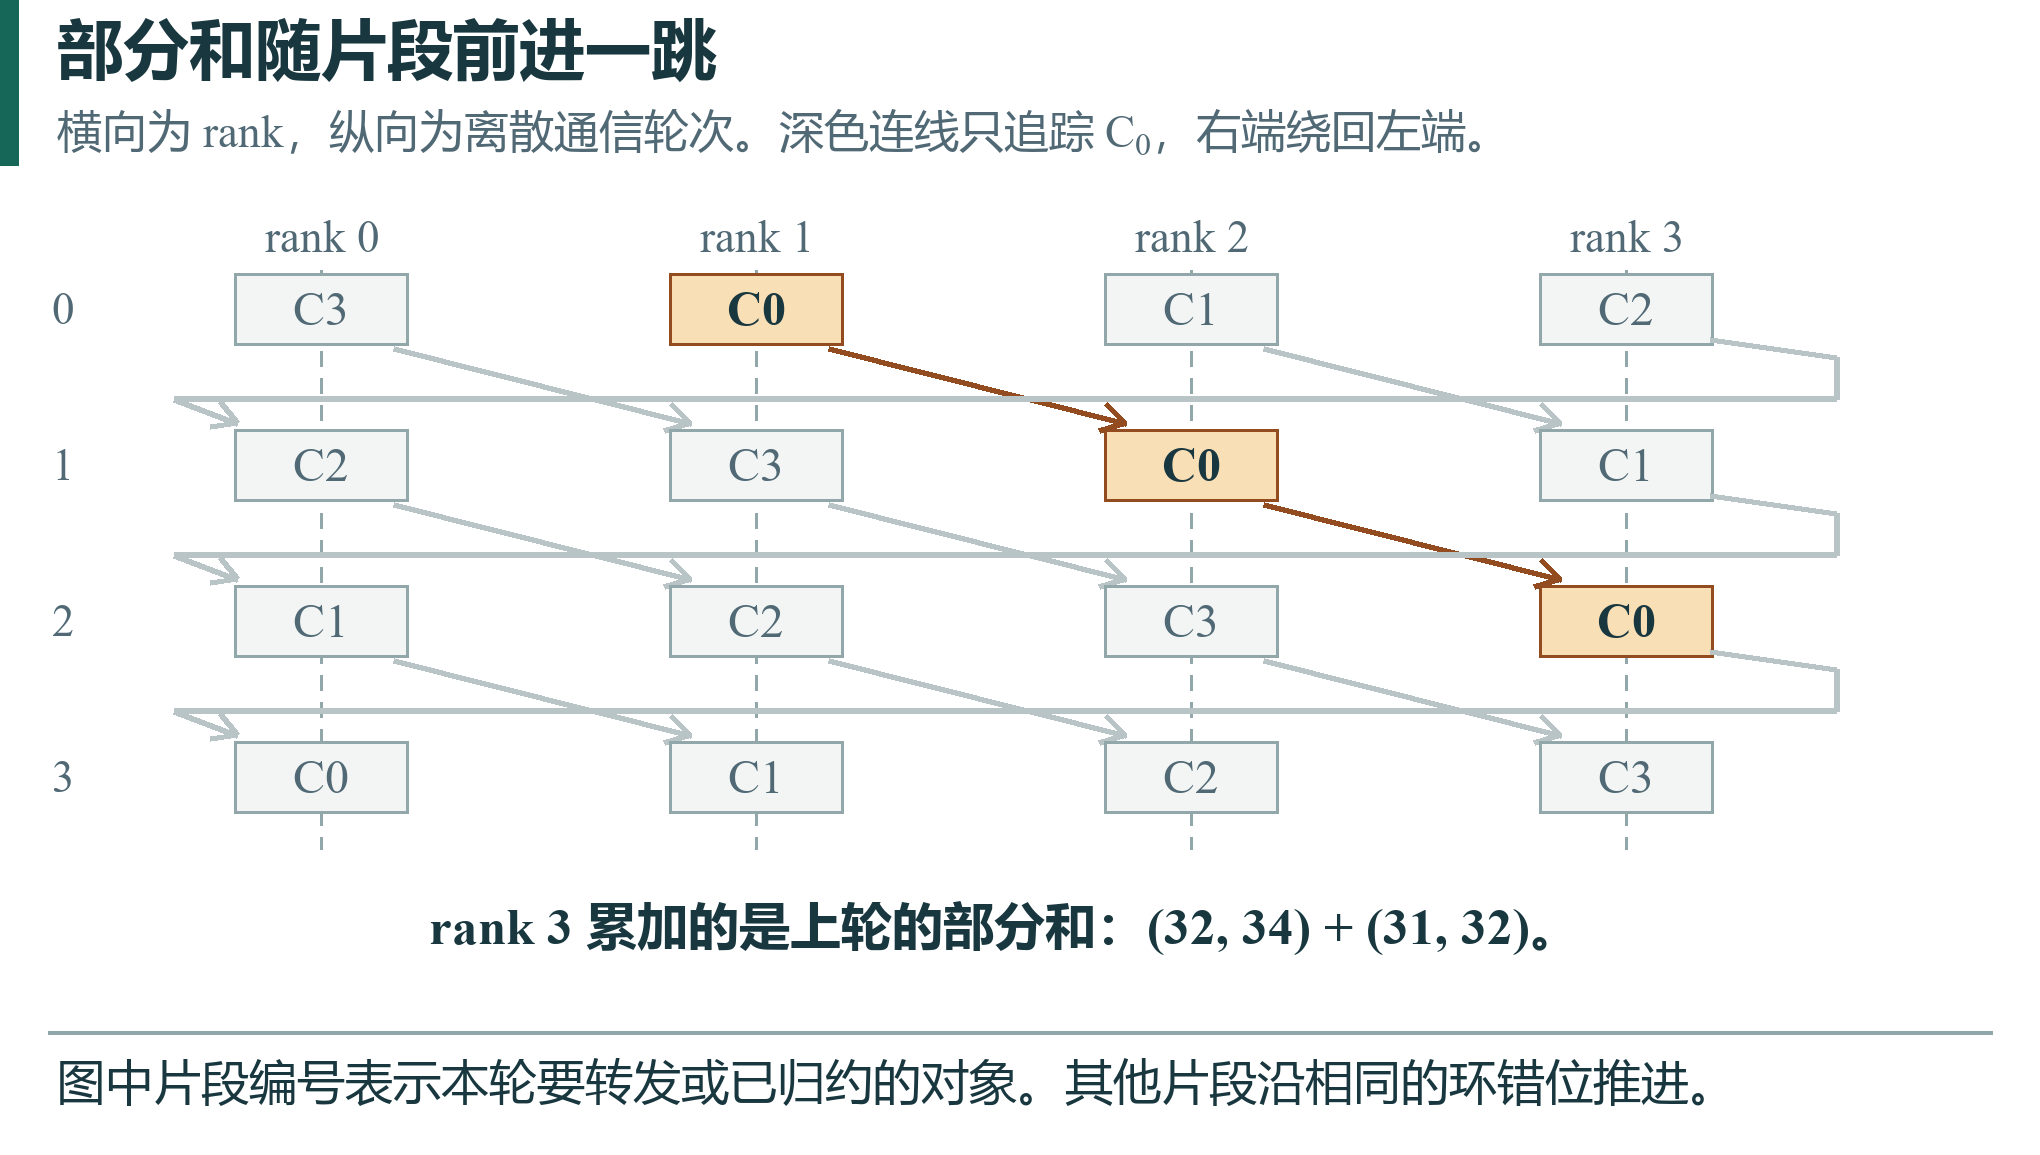 部分和随片段前进一跳
横向为 rank，纵向为离散通信轮次。深色连线只追踪 C₀，右端绕回左端。
rank 0 rank 1 rank 2 rank 3
0 C3 C0 C1 C2
1 C2 C3 C0 C1
2 C1 C2 C3 C0
3 C0 C1 C2 C3
rank 3 累加的是上轮的部分和：(32, 34) + (31, 32)。
图中片段编号表示本轮要转发或已归约的对象。其他片段沿相同的环错位推进。